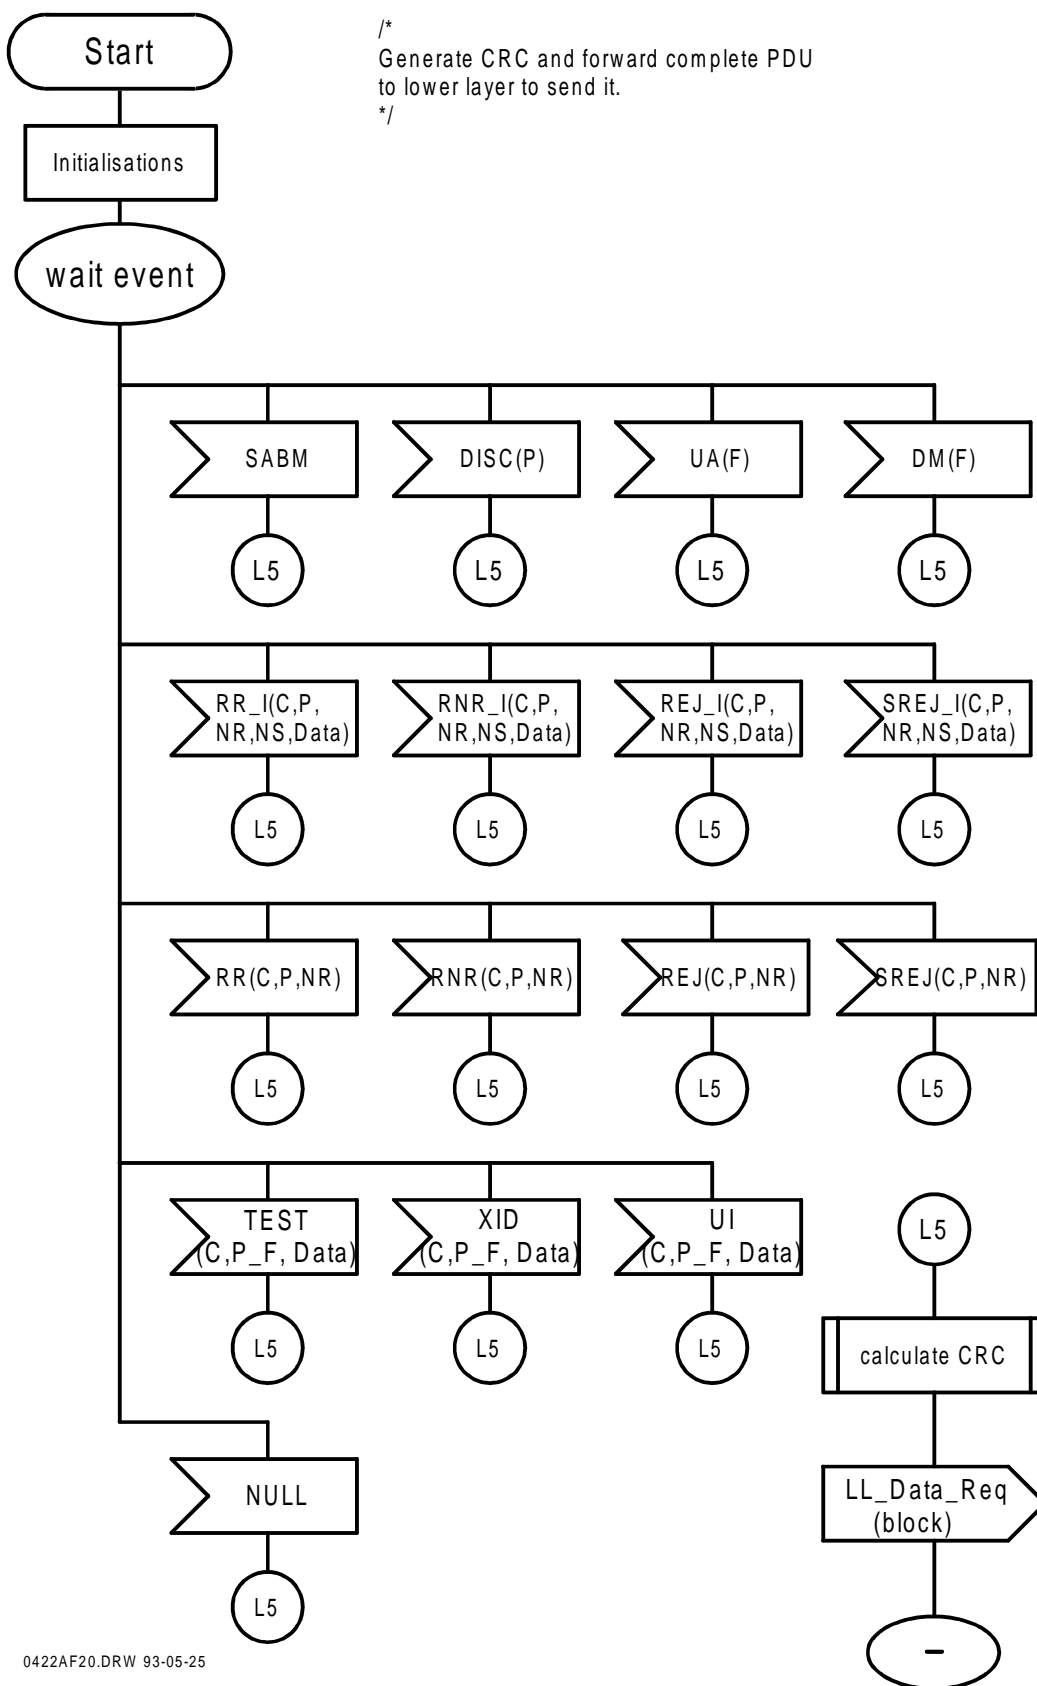 Start
/*
Generate CRC and forward complete PDU
to lower layer to send it.
*/
Initialisations
wait event
SABM
DISC(P)
UA(F)
DM(F)
L5
L5
L5
L5
RR_I(C,P,
NR,NS,Data)
RNR_I(C,P,
NR,NS,Data)
REJ_I(C,P,
NR,NS,Data)
SREJ_I(C,P,
NR,NS,Data)
L5
L5
L5
L5
RR(C,P,NR)
RNR(C,P,NR)
REJ(C,P,NR)
SREJ(C,P,NR)
L5
L5
L5
L5
TEST
(C,P_F, Data)
XID
(C,P_F, Data)
UI
(C,P_F, Data)
L5
L5
L5
L5
calculate CRC
NULL
LL_Data_Req
(block)
L5
–
0422AF20.DRW 93-05-25